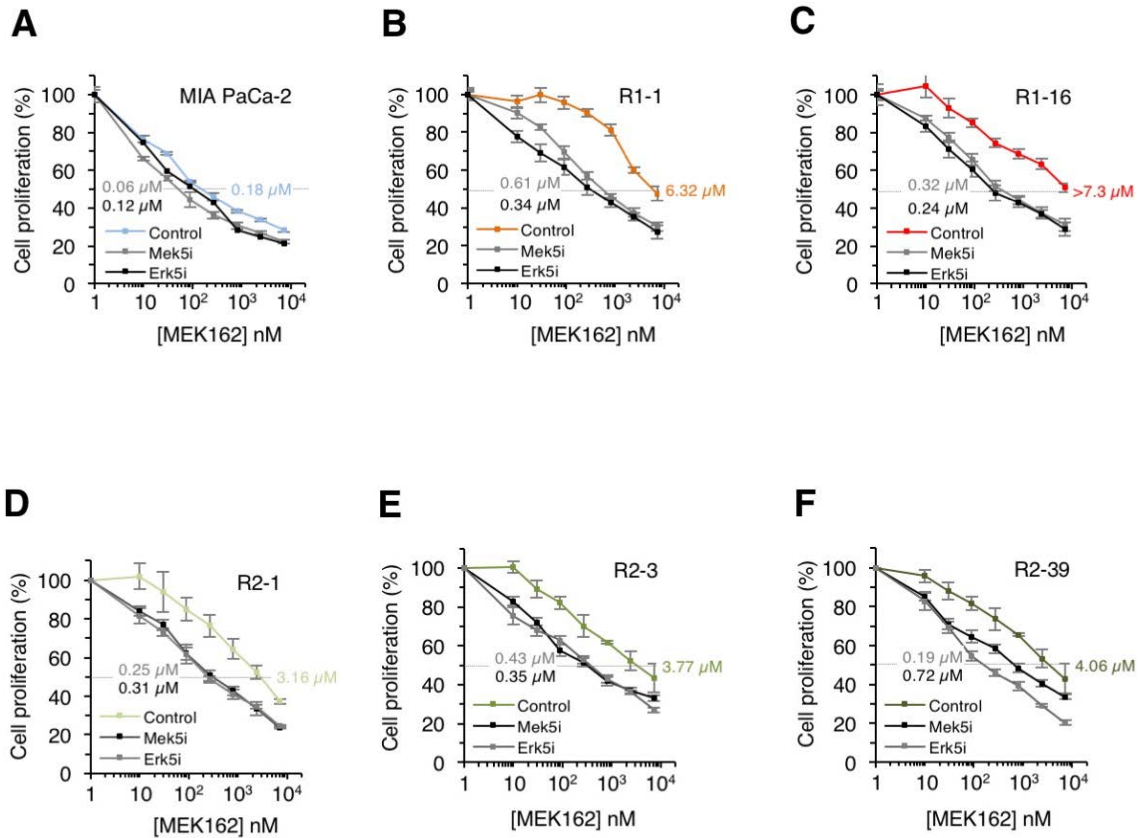 A
MIA PaCa-2
Cell proliferation (%)
100
80
60
40
20
0
0.06 µM
0.12 µM
0.18 µM
Control
Mek5i
Erk5i
1 10 10² 10³ 10⁴
[MEK162] nM
B
R1-1
Cell proliferation (%)
100
80
60
40
20
0
0.61 µM
0.34 µM
6.32 µM
Control
Mek5i
Erk5i
1 10 10² 10³ 10⁴
[MEK162] nM
C
R1-16
Cell proliferation (%)
100
80
60
40
20
0
0.32 µM
0.24 µM
>7.3 µM
Control
Mek5i
Erk5i
1 10 10² 10³ 10⁴
[MEK162] nM
D
R2-1
Cell proliferation (%)
100
80
60
40
20
0
0.25 µM
0.31 µM
3.16 µM
Control
Mek5i
Erk5i
1 10 10² 10³ 10⁴
[MEK162] nM
E
R2-3
Cell proliferation (%)
100
80
60
40
20
0
0.43 µM
0.35 µM
3.77 µM
Control
Mek5i
Erk5i
1 10 10² 10³ 10⁴
[MEK162] nM
F
R2-39
Cell proliferation (%)
100
80
60
40
20
0
0.19 µM
0.72 µM
4.06 µM
Control
Mek5i
Erk5i
1 10 10² 10³ 10⁴
[MEK162] nM